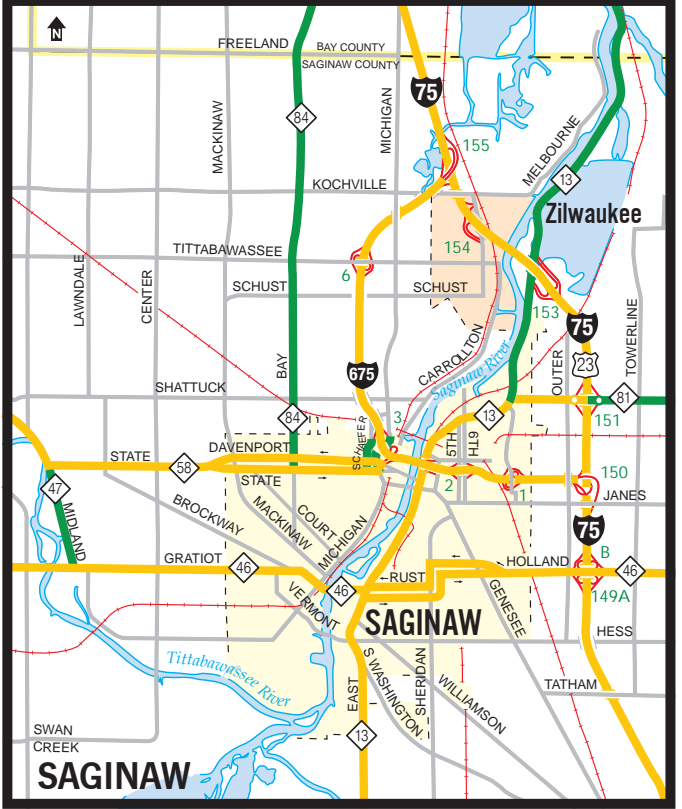 N
FREELAND
BAY COUNTY
SAGINAW COUNTY
75
84
MACKINAW
MICHIGAN
155
MELBOURNE
13
KOCHVILLE
Zilwaukee
154
TITTABAWASSEE
6
LAWNDALE
CENTER
SCHUST
SCHUST
153
75
TOWERLINE
CARROLLTON
Saginaw River
OUTER
23
675
BAY
SHATTUCK
81
84
SCHAEFER
3
13
151
5TH
6TH
DAVENPORT
STATE
58
STATE
2
1
150
JANES
47
MIDLAND
BROCKWAY
MACKINAW
COURT
MICHIGAN
75
B
GRATIOT
46
HOLLAND
46
RUST
149A
46
VERMONT
SAGINAW
GENESEE
HESS
Tittabawassee River
EAST
S WASHINGTON
SHERIDAN
WILLIAMSON
TATHAM
13
SWAN
CREEK
SAGINAW